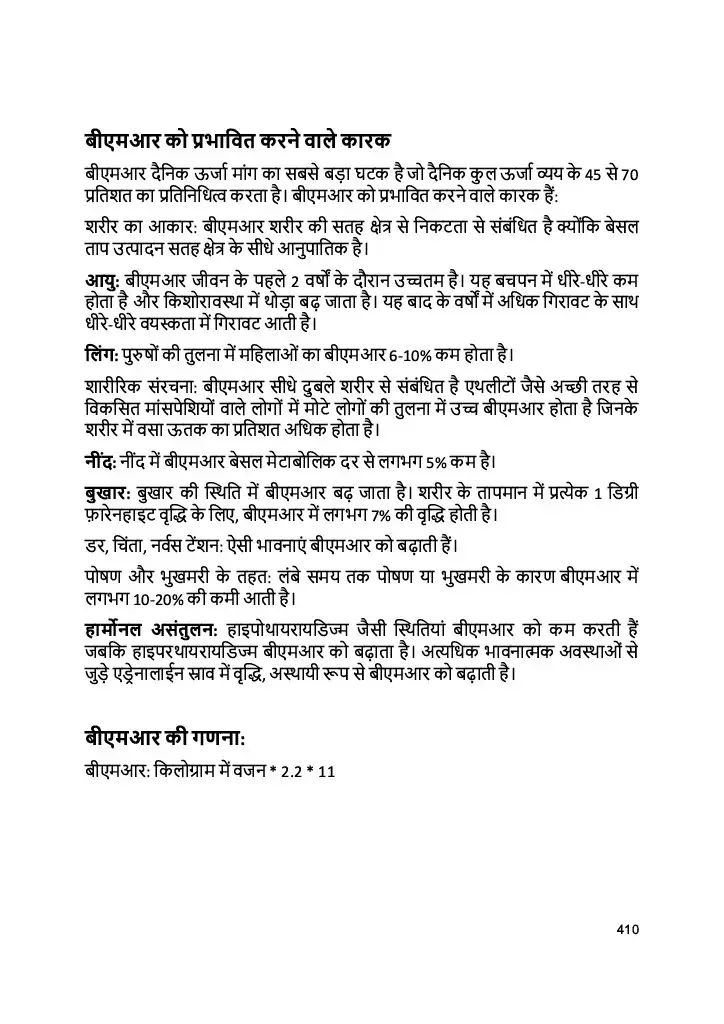 बीएमआर को प्रभावित करने वाले कारक
बीएमआर दैनिक ऊर्जा मांग का सबसे बड़ा घटक है जो दैनिक कुल ऊर्जा व्यय के 45 से 70
प्रतिशत का प्रतिनिधित्व करता है। बीएमआर को प्रभावित करने वाले कारक हैं:
शरीर का आकार: बीएमआर शरीर की सतह क्षेत्र से निकटता से संबंधित है क्योंकि बेसल
ताप उत्पादन सतह क्षेत्र के सीधे आनुपातिक है।
आयु: बीएमआर जीवन के पहले 2 वर्षों के दौरान उच्चतम है। यह बचपन में धीरे-धीरे कम
होता है और किशोरावस्था में थोड़ा बढ़ जाता है। यह बाद के वर्षों में अधिक गिरावट के साथ
धीरे-धीरे वयस्कता में गिरावट आती है।
लिंग: पुरुषों की तुलना में महिलाओं का बीएमआर 6-10% कम होता है।
शारीरिक संरचना: बीएमआर सीधे दुबले शरीर से संबंधित है एथलीटों जैसे अच्छी तरह से
विकसित मांसपेशियों वाले लोगों में मोटे लोगों की तुलना में उच्च बीएमआर होता है जिनके
शरीर में वसा ऊतक का प्रतिशत अधिक होता है।
नींद: नींद में बीएमआर बेसल मेटाबोलिक दर से लगभग 5% कम है।
बुखार: बुखार की स्थिति में बीएमआर बढ़ जाता है। शरीर के तापमान में प्रत्येक 1 डिग्री
फ़ारेनहाइट वृद्धि के लिए, बीएमआर में लगभग 7% की वृद्धि होती है।
डर, चिंता, नर्वस टेंशन: ऐसी भावनाएं बीएमआर को बढ़ाती हैं।
पोषण और भुखमरी के तहत: लंबे समय तक पोषण या भुखमरी के कारण बीएमआर में
लगभग 10-20% की कमी आती है।
हार्मोनल असंतुलन: हाइपोथायरायडिज्म जैसी स्थितियां बीएमआर को कम करती हैं
जबकि हाइपरथायरायडिज्म बीएमआर को बढ़ाता है। अत्यधिक भावनात्मक अवस्थाओं से
जुड़े एड्रेनालाईन स्राव में वृद्धि, अस्थायी रूप से बीएमआर को बढ़ाती है।
बीएमआर की गणना:
बीएमआर: किलोग्राम में वजन * 2.2 * 11
410